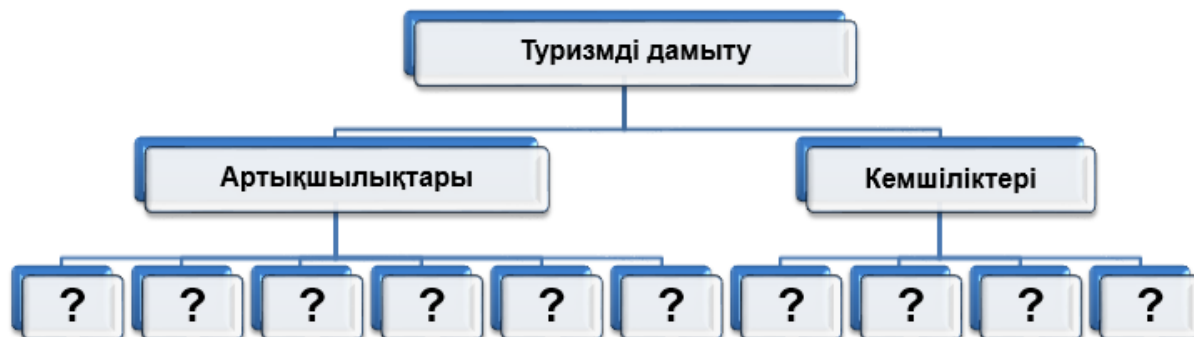 Туризмді дамыту
Артықшылықтары
Кемшіліктері
? ? ? ? ? ? ? ? ? ?